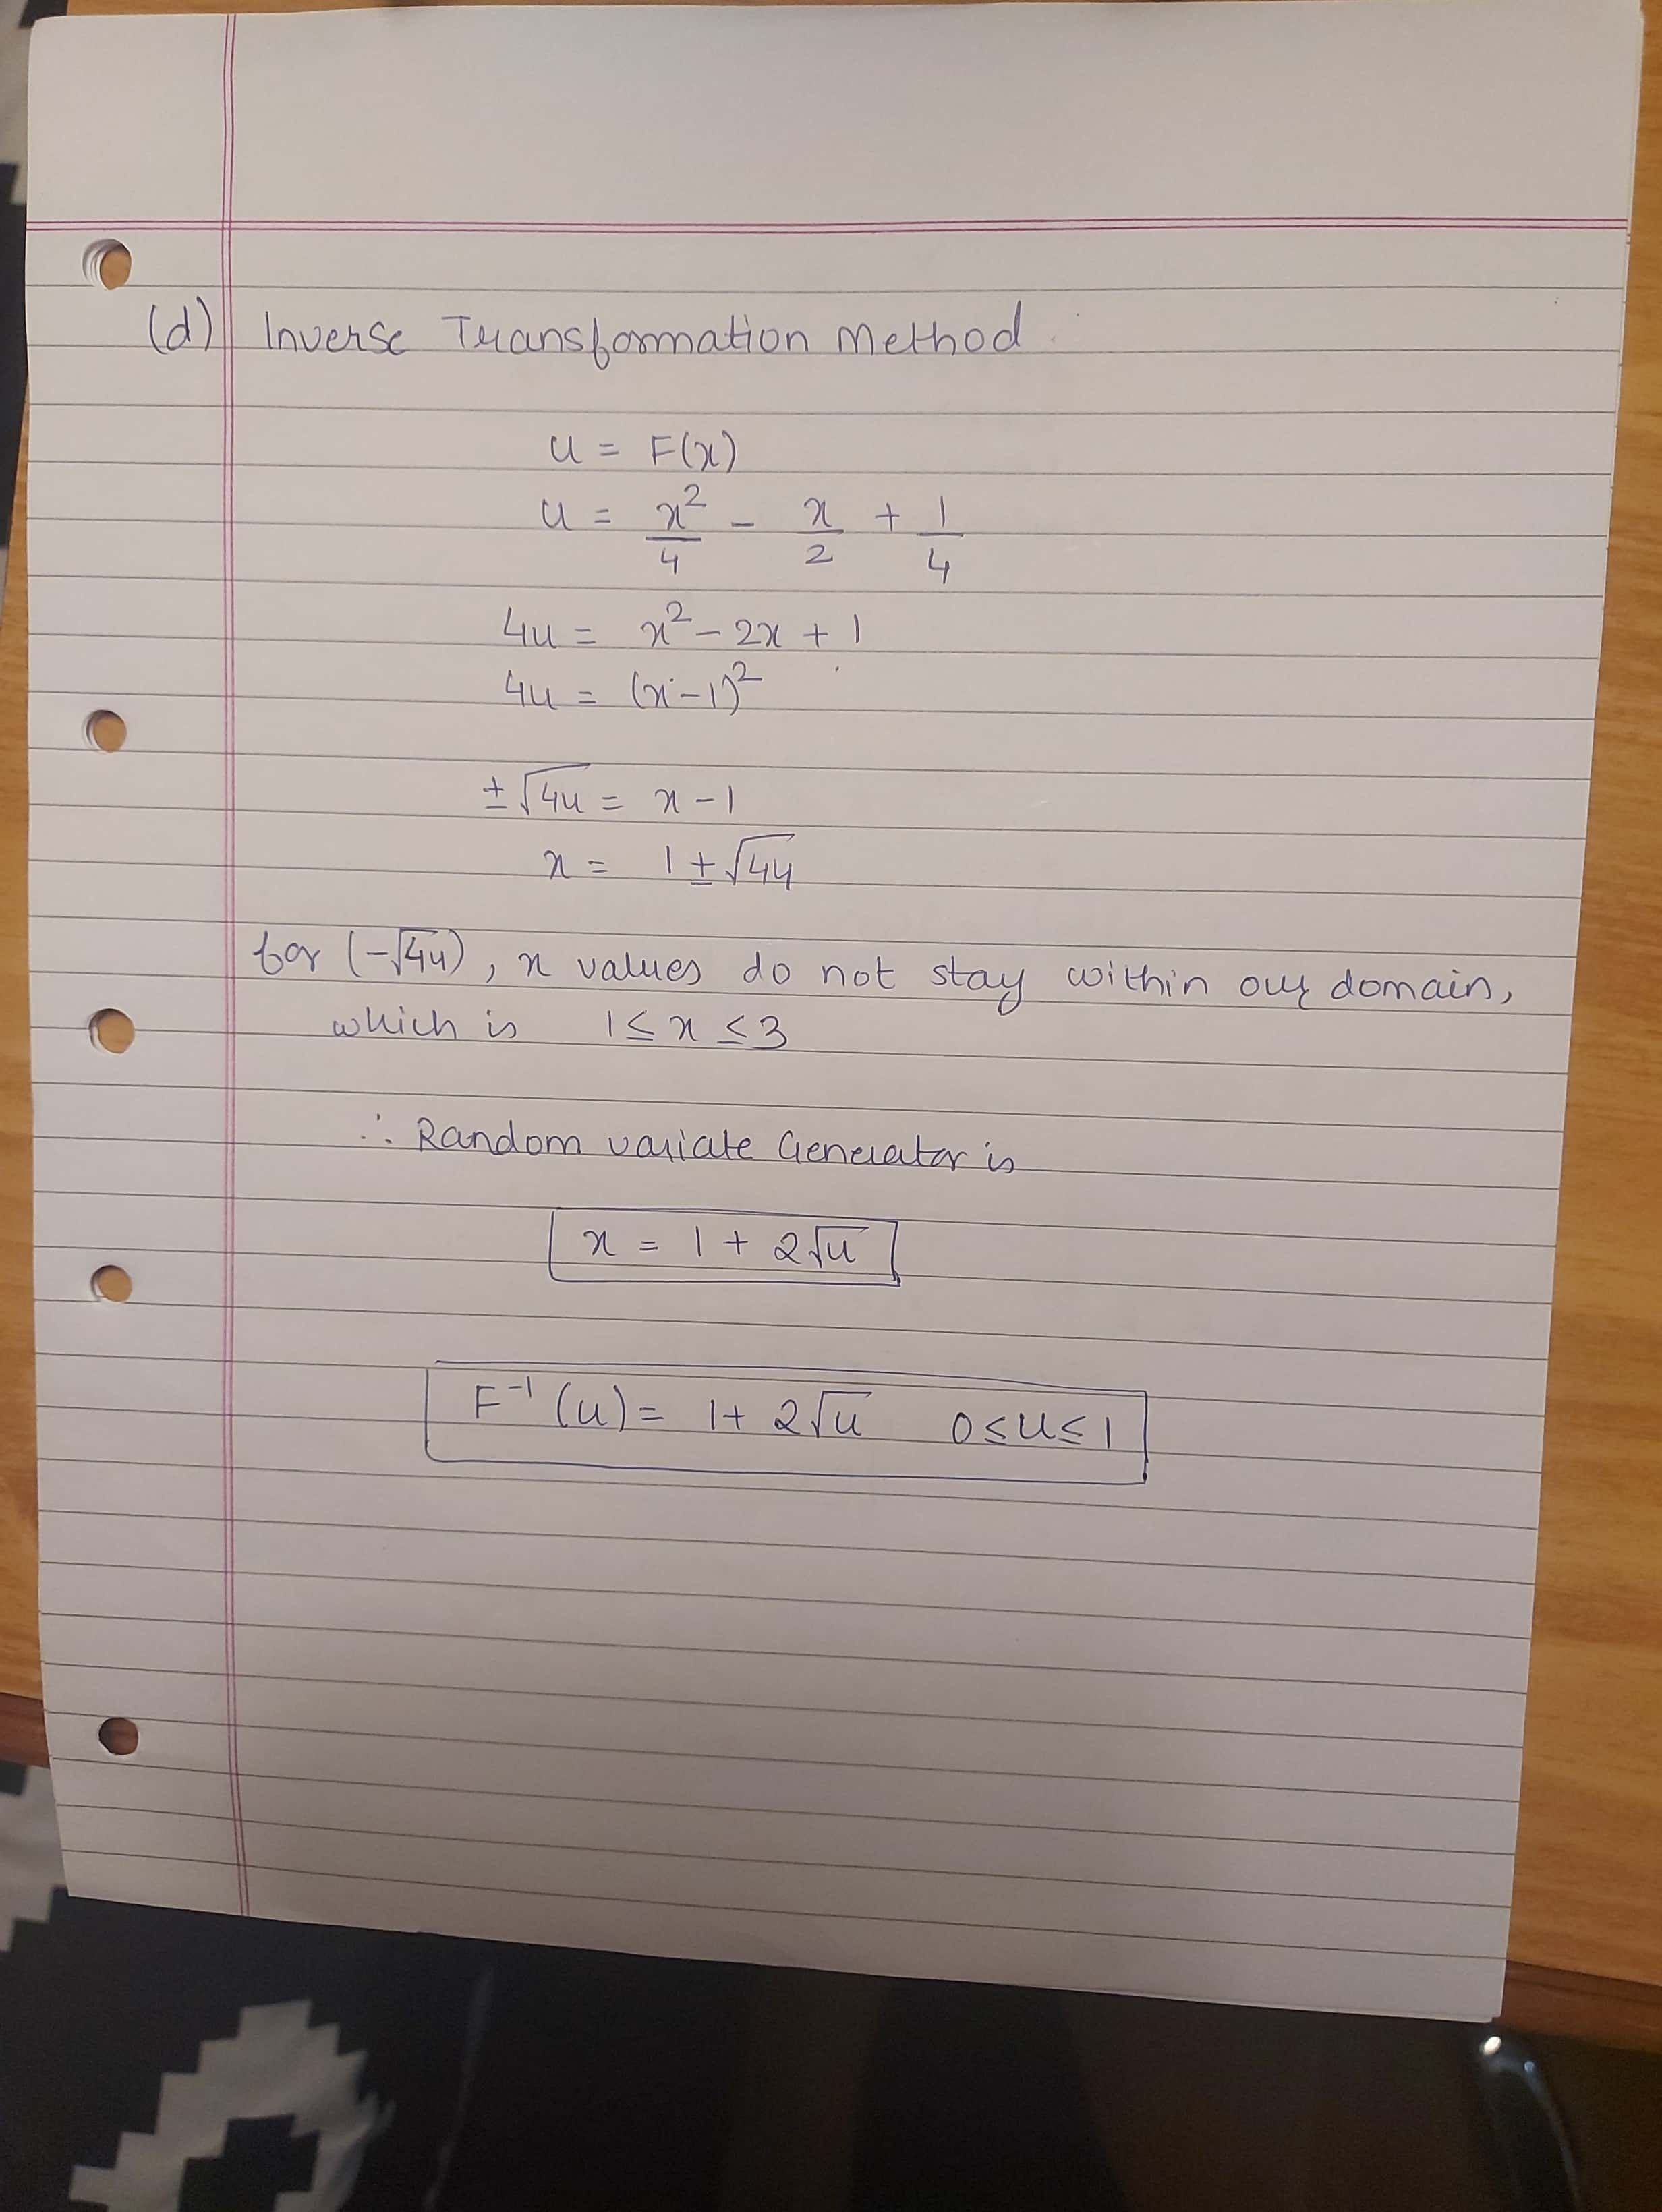 (d) Inverse Transformation Method
u = F(x)
u = x²/4 - x/2 + 1/4
4u = x² - 2x + 1
4u = (x-1)²
±√4u = x - 1
x = 1 ± √4u
for (-√4u), x values do not stay within our domain,
which is 1 ≤ x ≤ 3
∴ Random variate Generator is
x = 1 + 2√u
F⁻¹(u) = 1 + 2√u 0 ≤ u ≤ 1